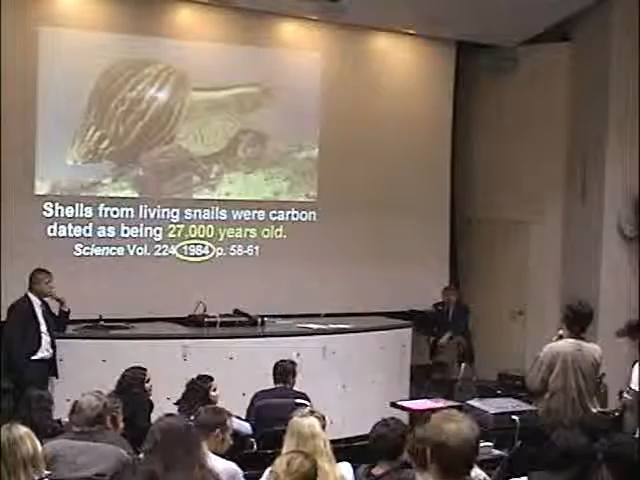 Shells from living snails were carbon
dated as being 27,000 years old.
Science Vol. 224 1984 p. 58-61